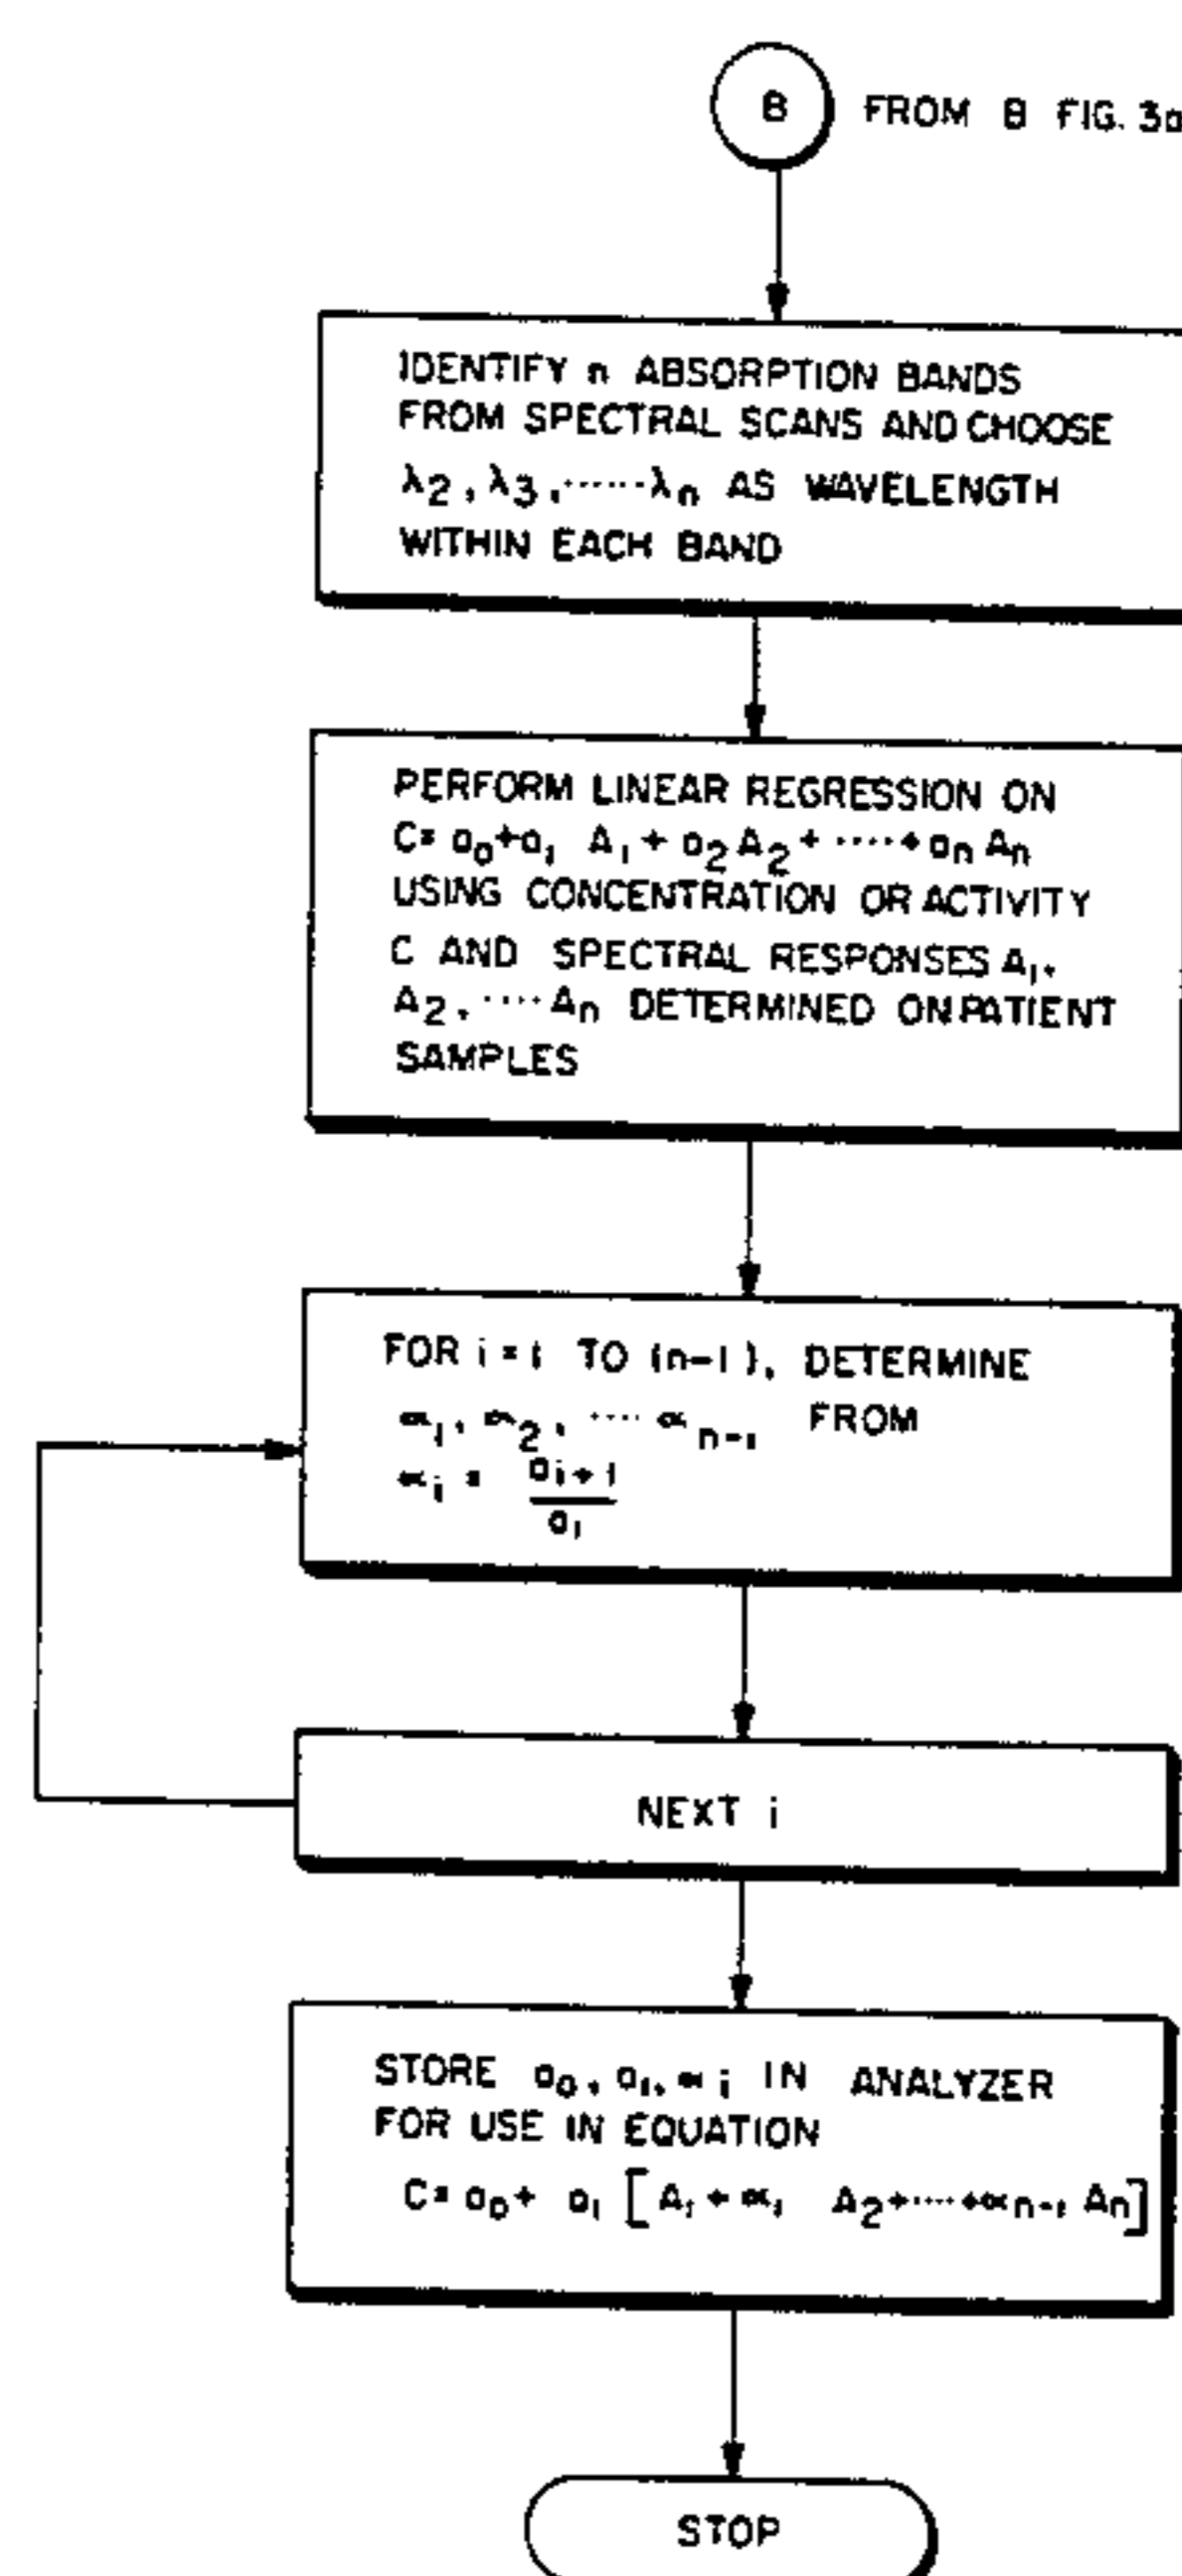 B FROM B FIG. 3a
IDENTIFY n ABSORPTION BANDS
FROM SPECTRAL SCANS AND CHOOSE
λ2, λ3, ······λn AS WAVELENGTH
WITHIN EACH BAND
PERFORM LINEAR REGRESSION ON
C= a0+a1 A1 + a2 A2 + ····+ an An
USING CONCENTRATION OR ACTIVITY
C AND SPECTRAL RESPONSES A1,
A2, ···· An DETERMINED ON PATIENT
SAMPLES
FOR i = 1 TO (n-1), DETERMINE
α1, α2, ···· αn-1 FROM
αi = ai+1
a1
NEXT i
STORE a0, a1, αi IN ANALYZER
FOR USE IN EQUATION
C= a0+ a1 [A1 + α1 A2+····+αn-1 An]
STOP